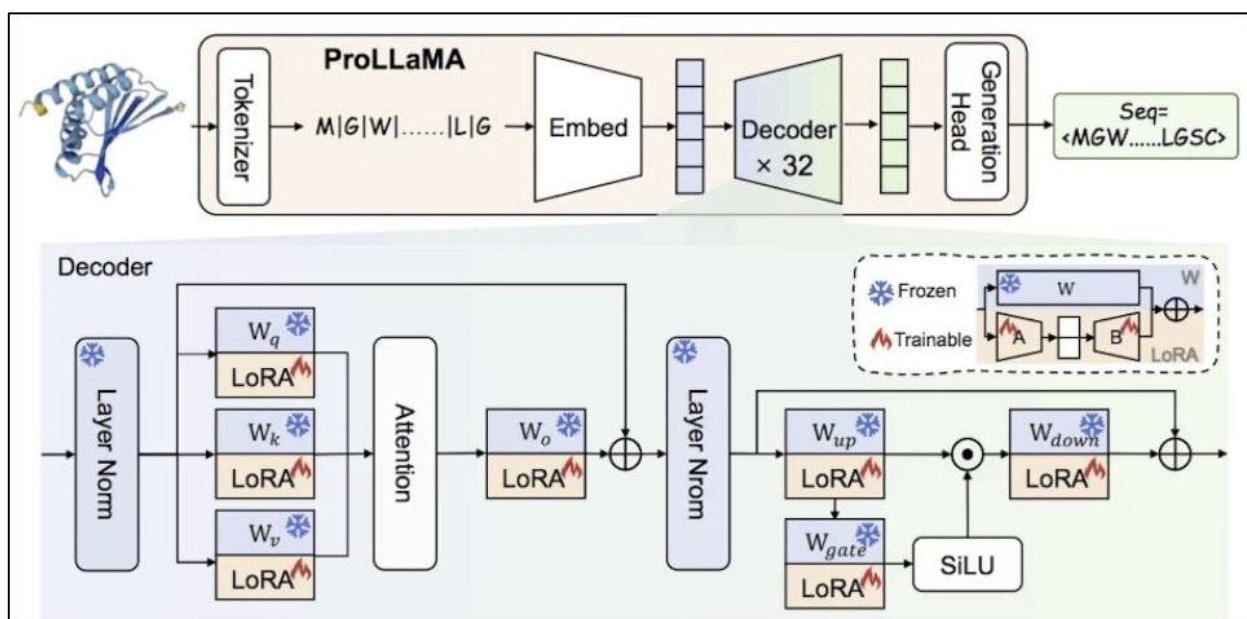 ProLLaMA
Tokenizer
M|G|W|......|L|G
Embed
Decoder
× 32
Generation
Head
Seq=
<MGW......LGSC>
Decoder
Layer Norm
W_q
LoRA
W_k
LoRA
W_v
LoRA
Attention
W_o
LoRA
Layer Nrom
W_up
LoRA
W_gate
LoRA
SiLU
W_down
LoRA
Frozen
Trainable
W
W
A
B
LoRA